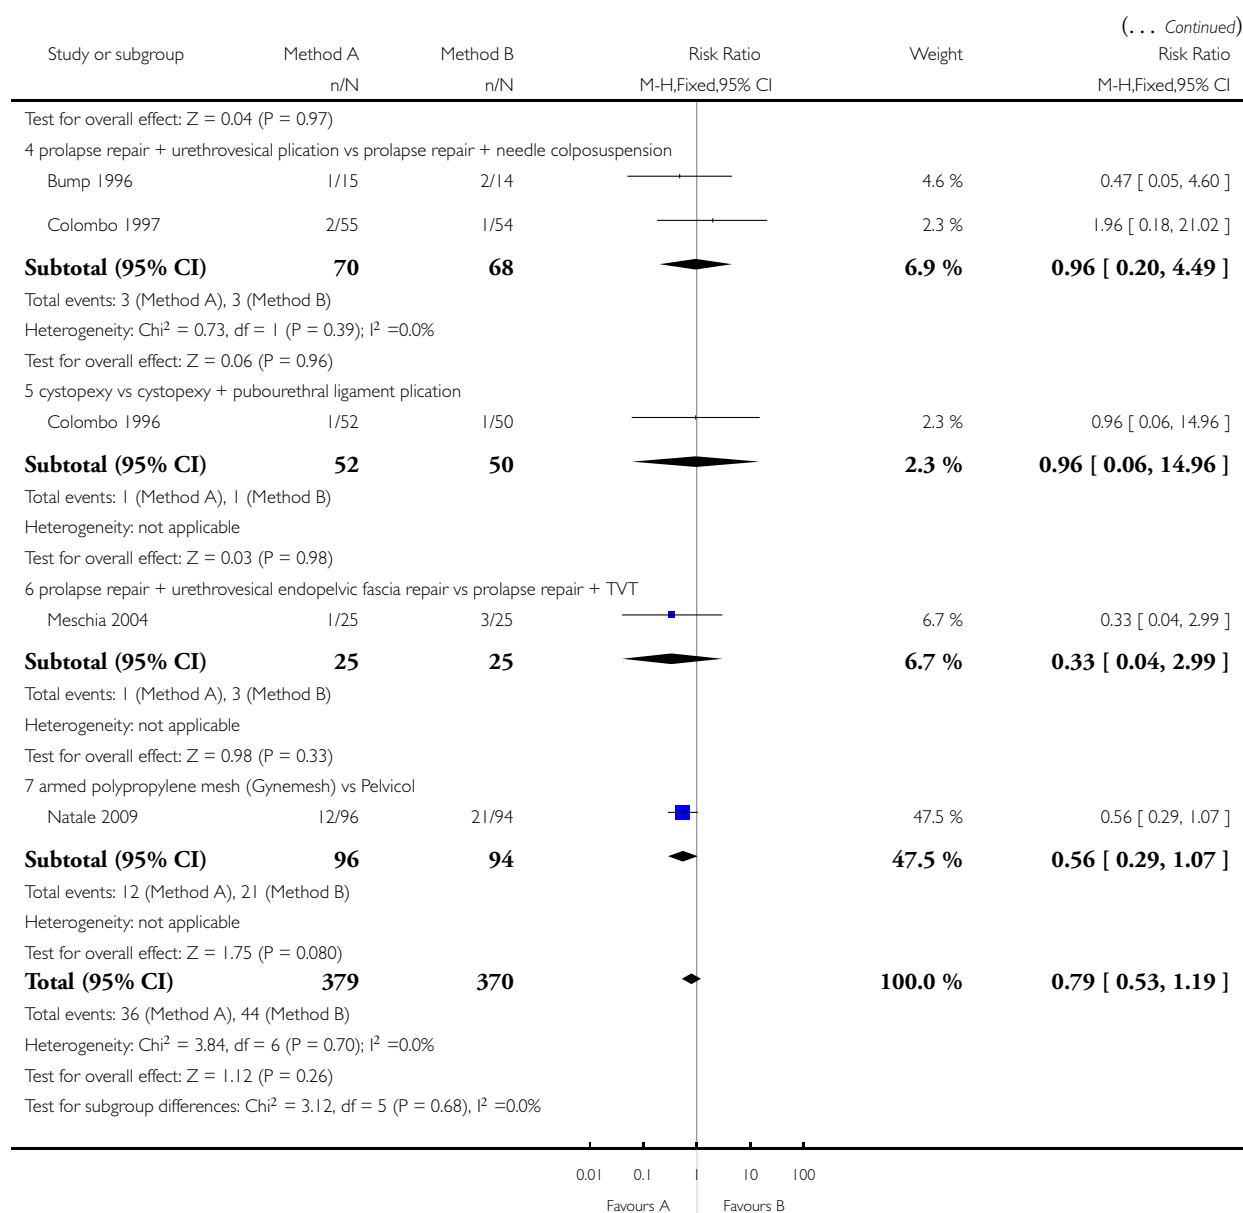 (. . . Continued)
Study or subgroup Method A Method B Risk Ratio Weight Risk Ratio
n/N n/N M-H,Fixed,95% CI M-H,Fixed,95% CI
Test for overall effect: Z = 0.04 (P = 0.97)
4 prolapse repair + urethrovesical plication vs prolapse repair + needle colposuspension
Bump 1996 1/15 2/14 4.6 % 0.47 [ 0.05, 4.60 ]
Colombo 1997 2/55 1/54 2.3 % 1.96 [ 0.18, 21.02 ]
Subtotal (95% CI) 70 68 6.9 % 0.96 [ 0.20, 4.49 ]
Total events: 3 (Method A), 3 (Method B)
Heterogeneity: Chi² = 0.73, df = 1 (P = 0.39); I² =0.0%
Test for overall effect: Z = 0.06 (P = 0.96)
5 cystopexy vs cystopexy + pubourethral ligament plication
Colombo 1996 1/52 1/50 2.3 % 0.96 [ 0.06, 14.96 ]
Subtotal (95% CI) 52 50 2.3 % 0.96 [ 0.06, 14.96 ]
Total events: 1 (Method A), 1 (Method B)
Heterogeneity: not applicable
Test for overall effect: Z = 0.03 (P = 0.98)
6 prolapse repair + urethrovesical endopelvic fascia repair vs prolapse repair + TVT
Meschia 2004 1/25 3/25 6.7 % 0.33 [ 0.04, 2.99 ]
Subtotal (95% CI) 25 25 6.7 % 0.33 [ 0.04, 2.99 ]
Total events: 1 (Method A), 3 (Method B)
Heterogeneity: not applicable
Test for overall effect: Z = 0.98 (P = 0.33)
7 armed polypropylene mesh (Gynemesh) vs Pelvicol
Natale 2009 12/96 21/94 47.5 % 0.56 [ 0.29, 1.07 ]
Subtotal (95% CI) 96 94 47.5 % 0.56 [ 0.29, 1.07 ]
Total events: 12 (Method A), 21 (Method B)
Heterogeneity: not applicable
Test for overall effect: Z = 1.75 (P = 0.080)
Total (95% CI) 379 370 100.0 % 0.79 [ 0.53, 1.19 ]
Total events: 36 (Method A), 44 (Method B)
Heterogeneity: Chi² = 3.84, df = 6 (P = 0.70); I² =0.0%
Test for overall effect: Z = 1.12 (P = 0.26)
Test for subgroup differences: Chi² = 3.12, df = 5 (P = 0.68), I² =0.0%
0.01 0.1 1 10 100
Favours A Favours B